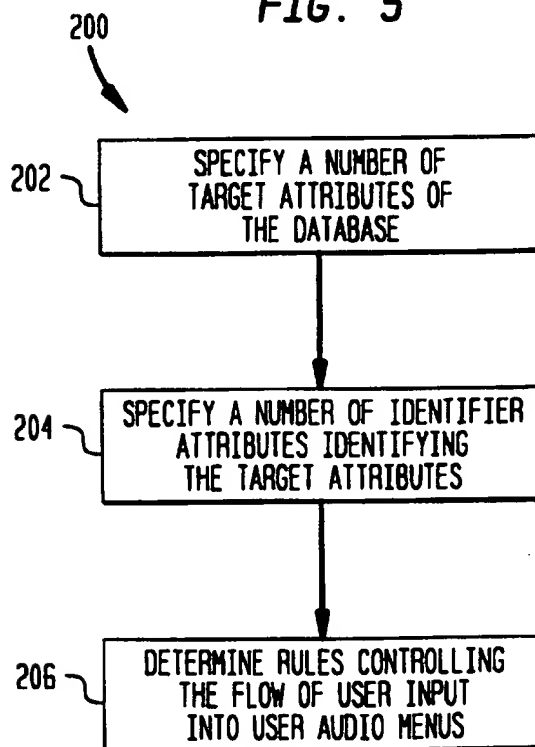 FIG. 5
200
202
SPECIFY A NUMBER OF
TARGET ATTRIBUTES OF
THE DATABASE
204
SPECIFY A NUMBER OF IDENTIFIER
ATTRIBUTES IDENTIFYING
THE TARGET ATTRIBUTES
206
DETERMINE RULES CONTROLLING
THE FLOW OF USER INPUT
INTO USER AUDIO MENUS